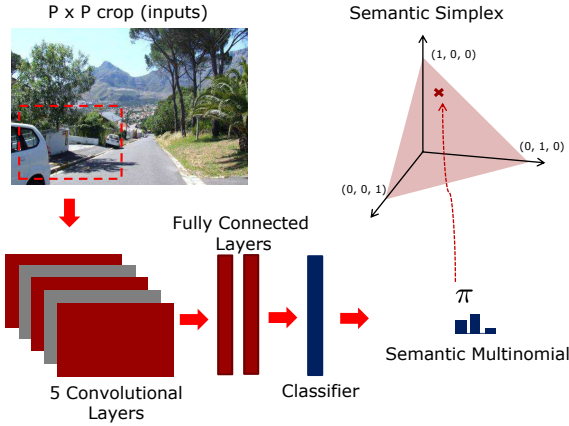 P x P crop (inputs)
Semantic Simplex
(1, 0, 0)
(0, 1, 0)
(0, 0, 1)
Fully Connected
Layers
π
Semantic Multinomial
5 Convolutional
Layers
Classifier